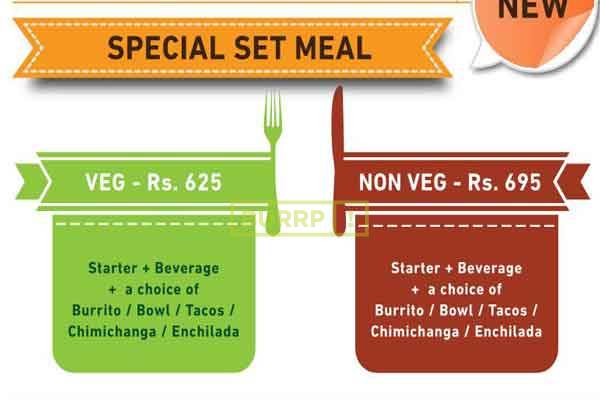 NEW
SPECIAL SET MEAL
VEG - Rs. 625
NON VEG - Rs. 695
BURRP !
Starter + Beverage
+ a choice of
Burrito / Bowl / Tacos /
Chimichanga / Enchilada
Starter + Beverage
+ a choice of
Burrito / Bowl / Tacos /
Chimichanga / Enchilada